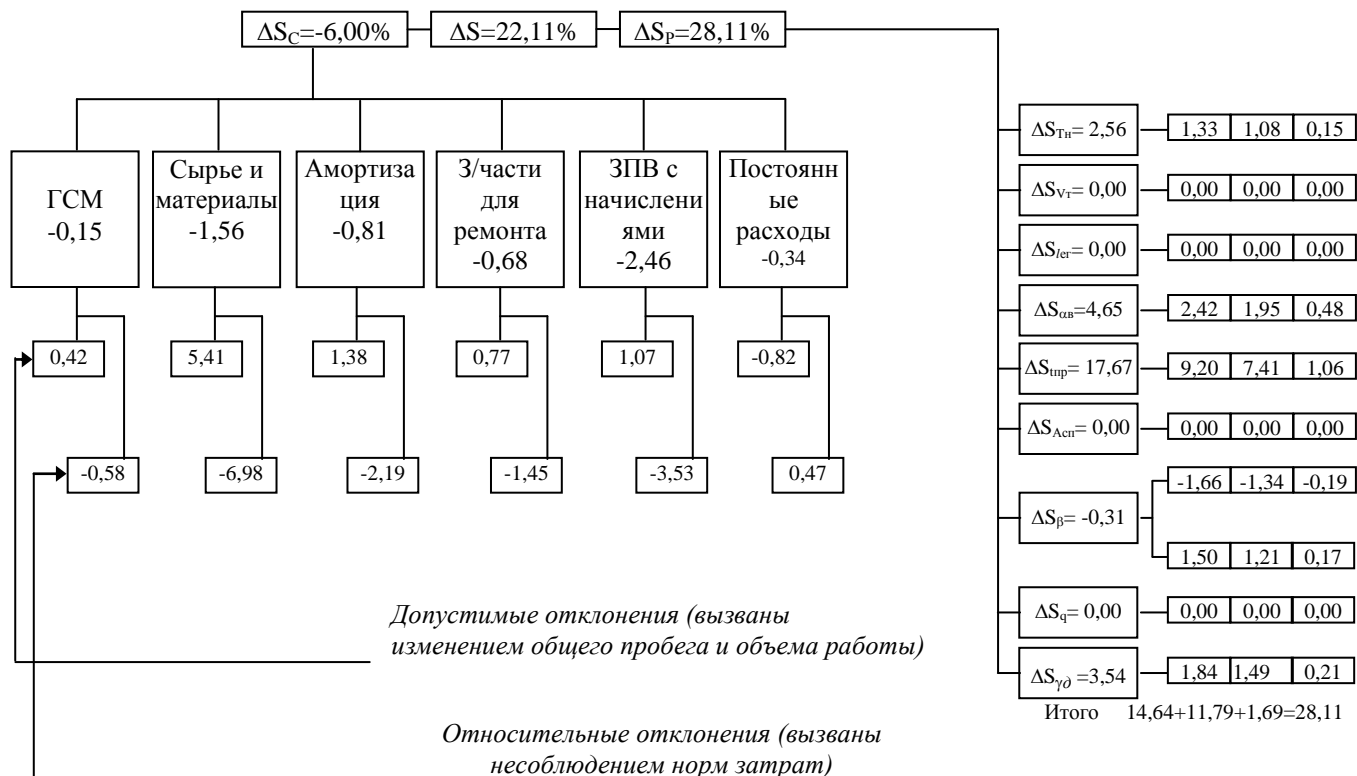 ΔSC=-6,00% ΔS=22,11% ΔSP=28,11%
ГСМ
-0,15
Сырье и
материалы
-1,56
Амортиза
ция
-0,81
З/части
для
ремонта
-0,68
ЗПВ с
начислени
ями
-2,46
Постоянн
ые
расходы
-0,34
0,42 5,41 1,38 0,77 1,07 -0,82
-0,58 -6,98 -2,19 -1,45 -3,53 0,47
ΔSТн= 2,56 1,33 1,08 0,15
ΔSVт= 0,00 0,00 0,00 0,00
ΔSlег= 0,00 0,00 0,00 0,00
ΔSαв=4,65 2,42 1,95 0,48
ΔStпр= 17,67 9,20 7,41 1,06
ΔSАсп= 0,00 0,00 0,00 0,00
-1,66 -1,34 -0,19
ΔSβ= -0,31
1,50 1,21 0,17
ΔSq= 0,00 0,00 0,00 0,00
ΔSγд =3,54 1,84 1,49 0,21
Итого 14,64+11,79+1,69=28,11
Допустимые отклонения (вызваны
изменением общего пробега и объема работы)
Относительные отклонения (вызваны
несоблюдением норм затрат)